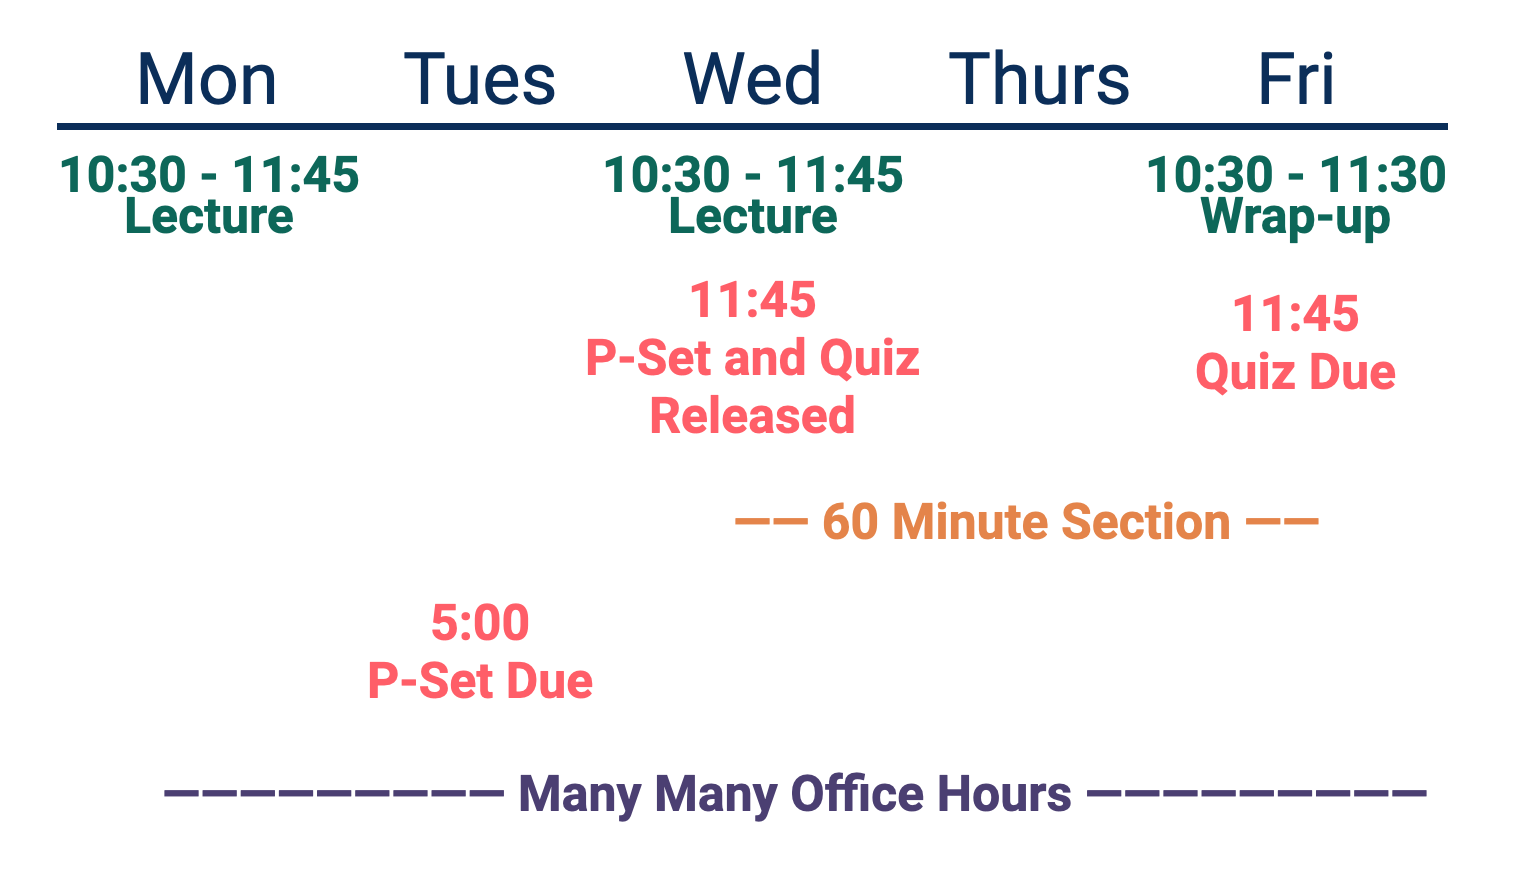 Mon Tues Wed Thurs Fri
10:30 - 11:45 10:30 - 11:45 10:30 - 11:30
Lecture Lecture Wrap-up
11:45 11:45
P-Set and Quiz Quiz Due
Released
—— 60 Minute Section ——
5:00
P-Set Due
————————— Many Many Office Hours —————————